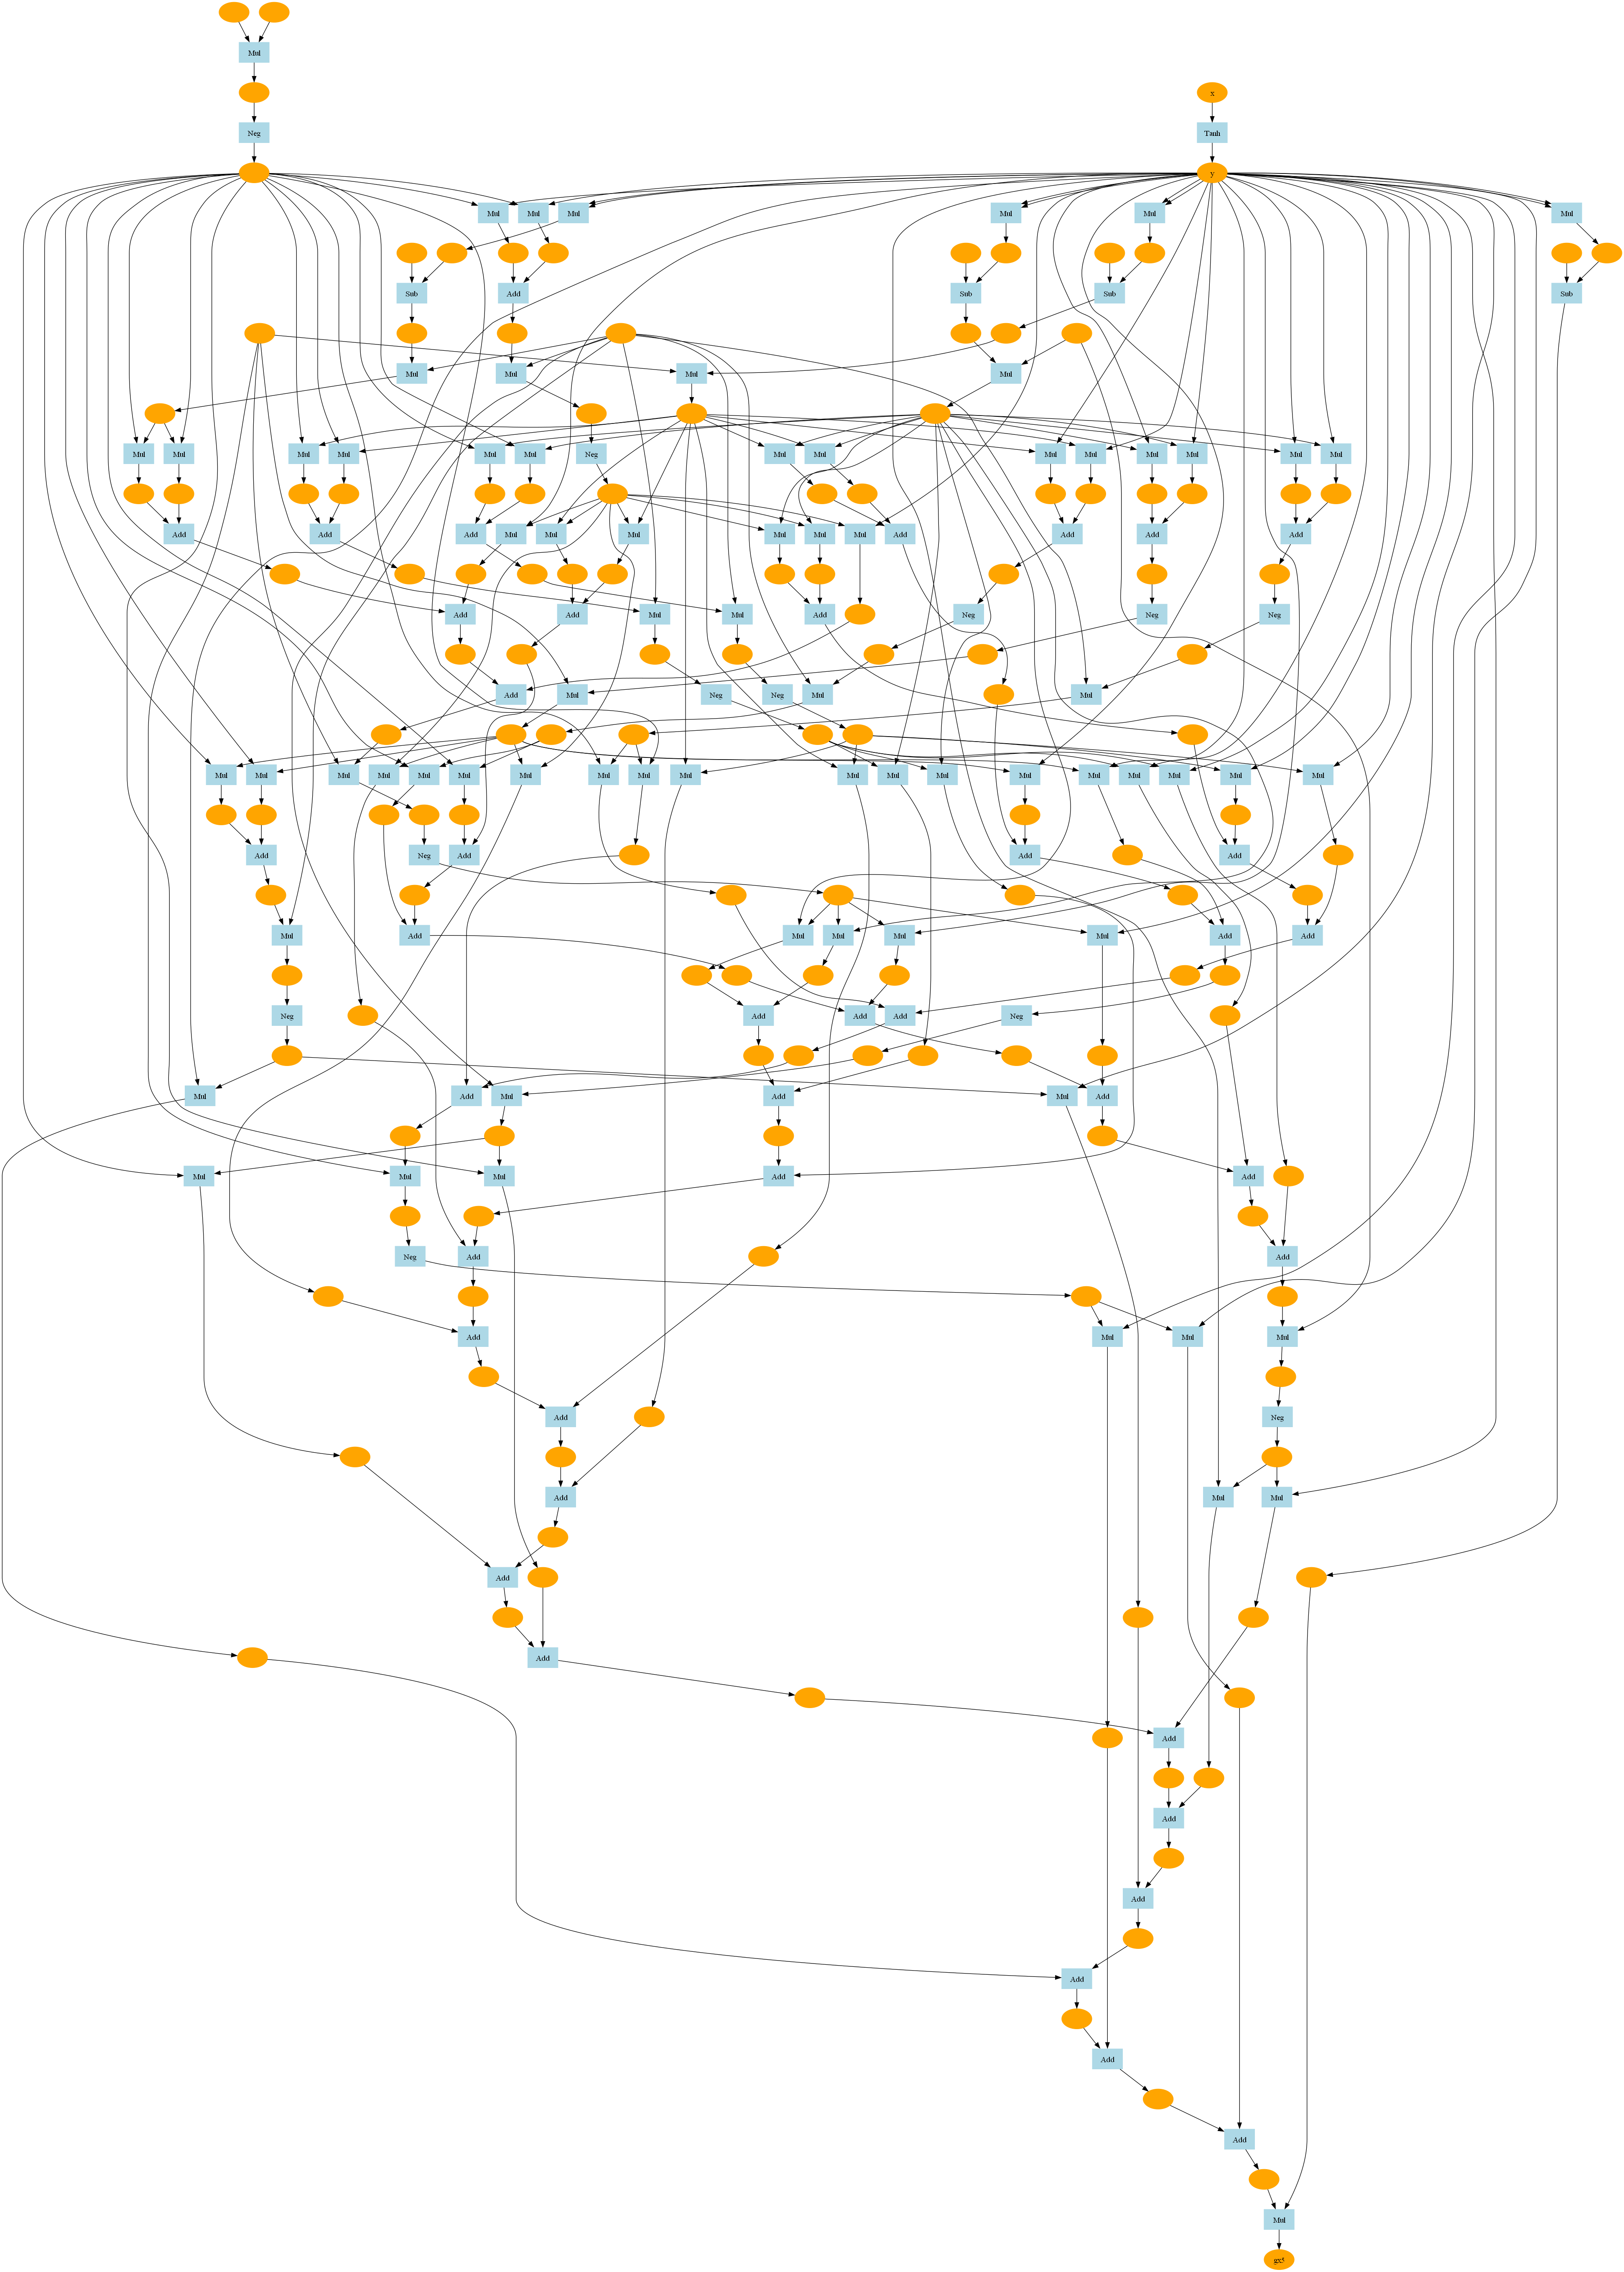 Mul
x
Neg Tanh
y
Mul Mul Mul Mul Mul Mul
Sub Add Sub Sub Sub
Mul Mul Mul Mul
Mul Mul Mul Mul Mul Mul Neg Mul Mul Mul Mul Mul Mul Mul Mul
Add Add Add Mul Mul Mul Mul Mul Mul Add Add Add Add
Add Add Mul Mul Add Neg Neg Neg
Add Mul Neg Neg Mul Mul
Mul Mul Mul Mul Mul Mul Mul Mul Mul Mul Mul Mul Mul Mul Mul Mul Mul Mul Mul
Add Neg Add Add Add
Mul Add Mul Mul Mul Mul Add Add
Neg Add Add Add Neg
Mul Add Mul Add Mul Add
Mul Mul Mul Add Add
Neg Add Add
Add Mul Mul Mul
Add Neg
Add Mul Mul
Add
Add
Add
Add
Add
Add
Add
Add
Mul
gx5